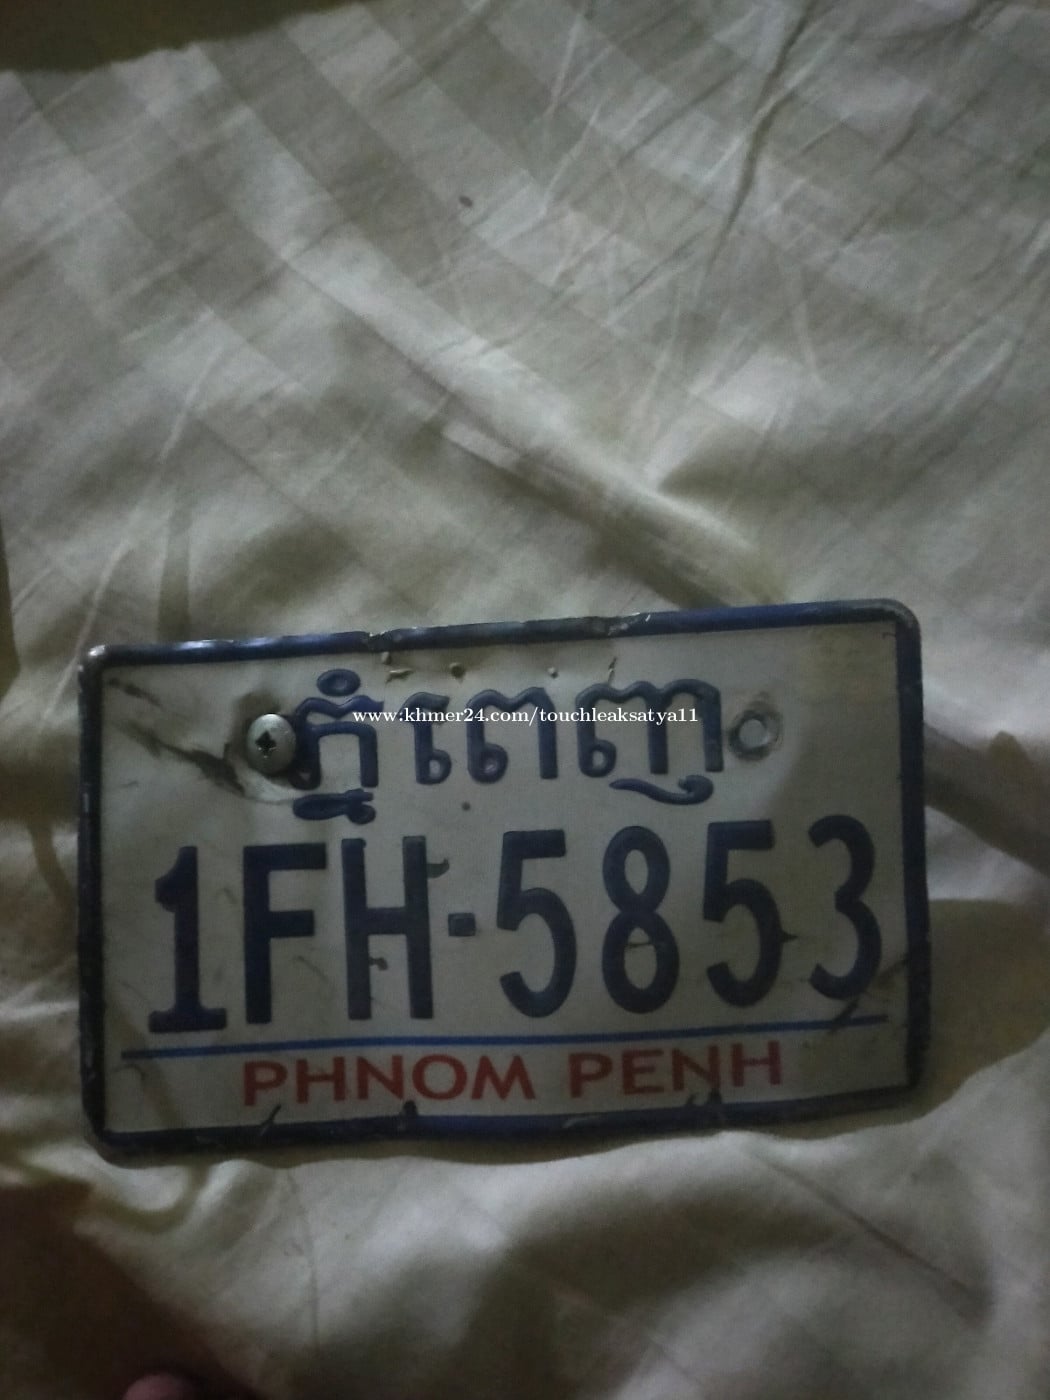 ភ្នំពេញ
www.khmer24.com/touchleaksatya11
1FH-5853
PHNOM PENH